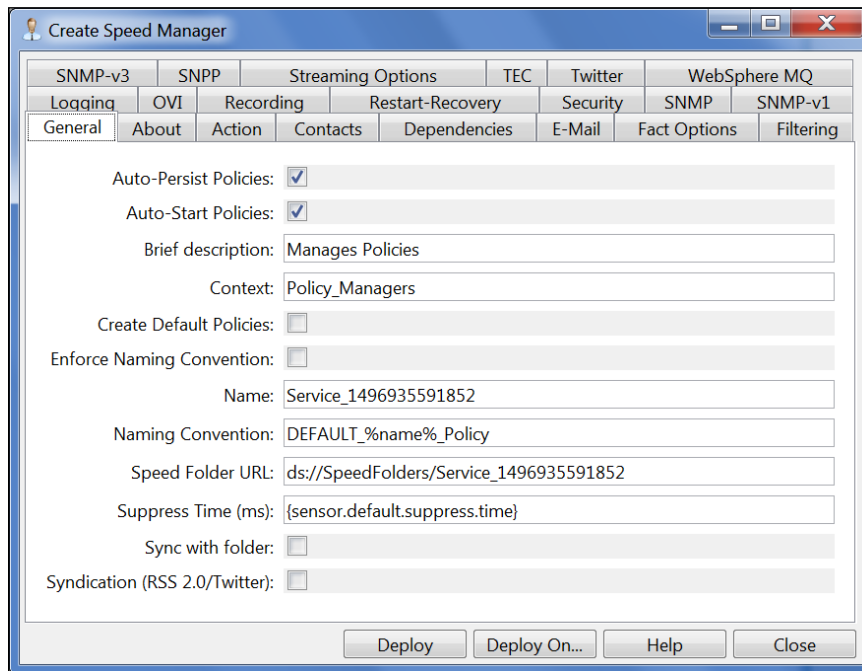 Create Speed Manager
SNMP-v3 SNPP Streaming Options TEC Twitter WebSphere MQ
Logging OVI Recording Restart-Recovery Security SNMP SNMP-v1
General About Action Contacts Dependencies E-Mail Fact Options Filtering
Auto-Persist Policies:
Auto-Start Policies:
Brief description: Manages Policies
Context: Policy_Managers
Create Default Policies:
Enforce Naming Convention:
Name: Service_1496935591852
Naming Convention: DEFAULT_%name%_Policy
Speed Folder URL: ds://SpeedFolders/Service_1496935591852
Suppress Time (ms): {sensor.default.suppress.time}
Sync with folder:
Syndication (RSS 2.0/Twitter):
Deploy Deploy On... Help Close